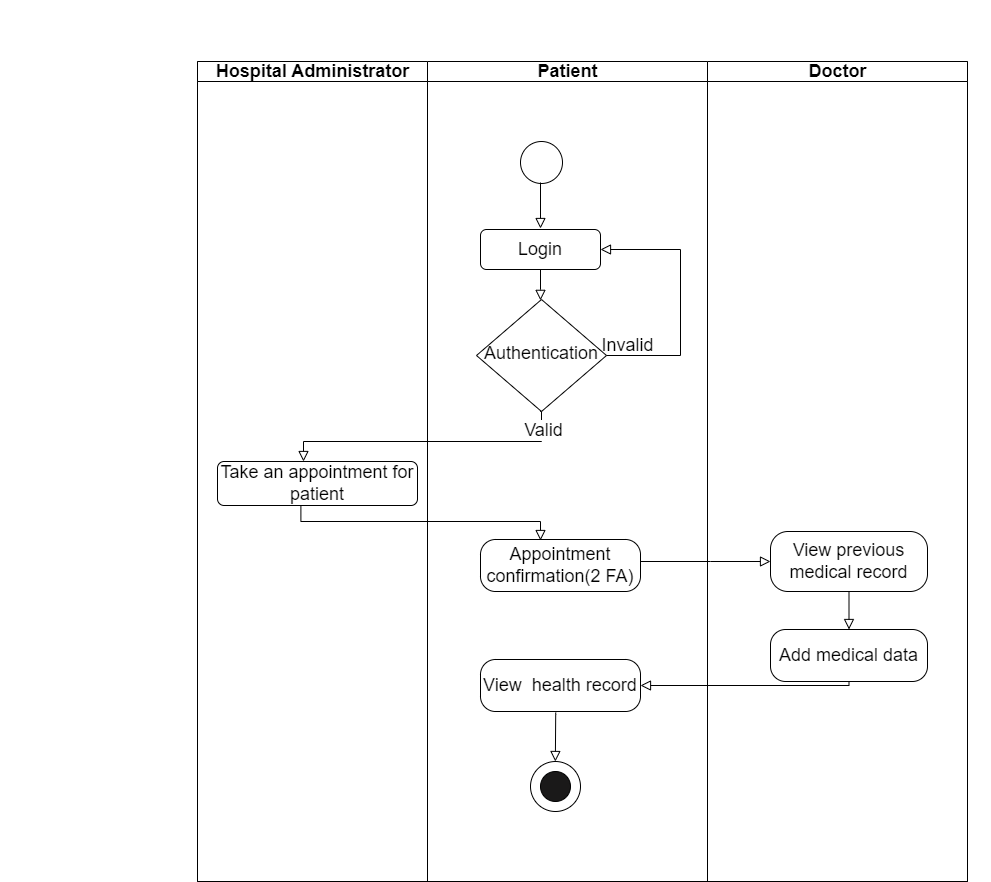 Hospital Administrator
Patient
Doctor
Login
Authentication
Invalid
Valid
Take an appointment for
patient
Appointment
confirmation(2 FA)
View previous
medical record
Add medical data
View  health record